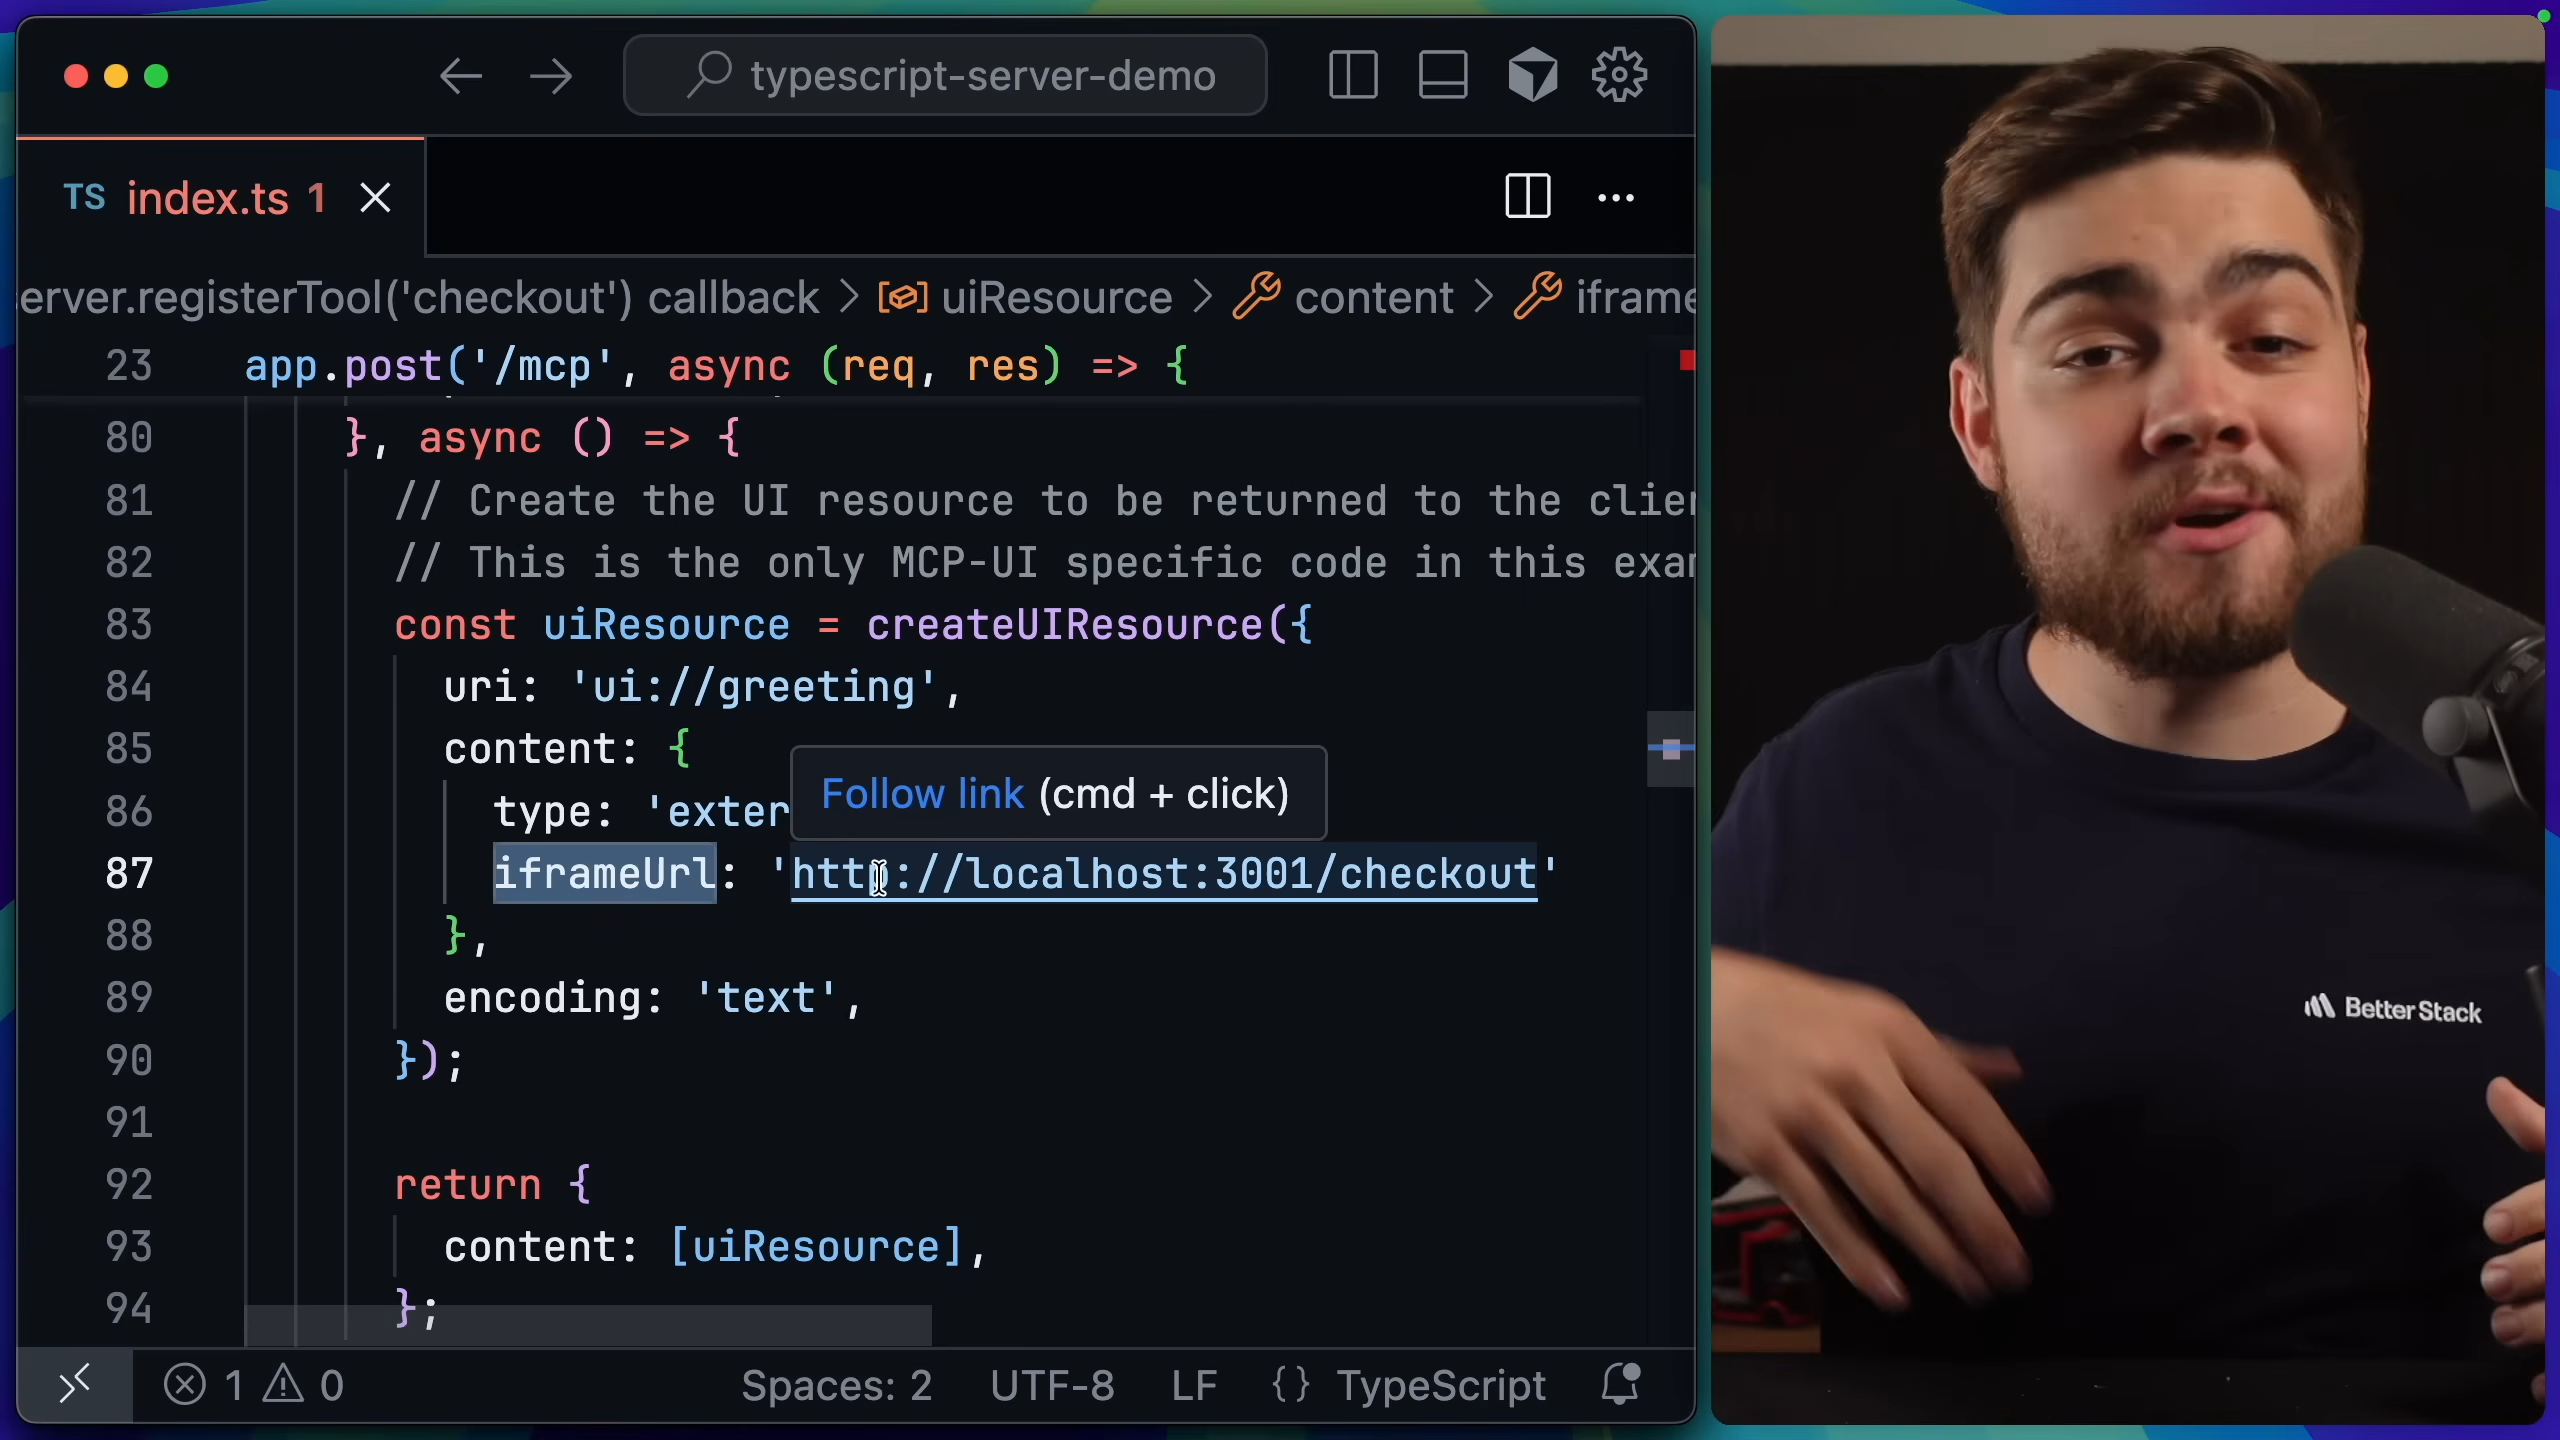 typescript-server-demo
TS index.ts 1
erver.registerTool('checkout') callback > uiResource > content > iframe
23 app.post('/mcp', async (req, res) => {
80 }, async () => {
81 // Create the UI resource to be returned to the clien
82 // This is the only MCP-UI specific code in this exam
83 const uiResource = createUIResource({
84 uri: 'ui://greeting',
85 content: {
Follow link (cmd + click)
86 type: 'exter
87 iframeUrl: 'http://localhost:3001/checkout'
88 },
89 encoding: 'text',
90 });
91
92 return {
93 content: [uiResource],
94 };
1 0 Spaces: 2 UTF-8 LF {} TypeScript
Better Stack